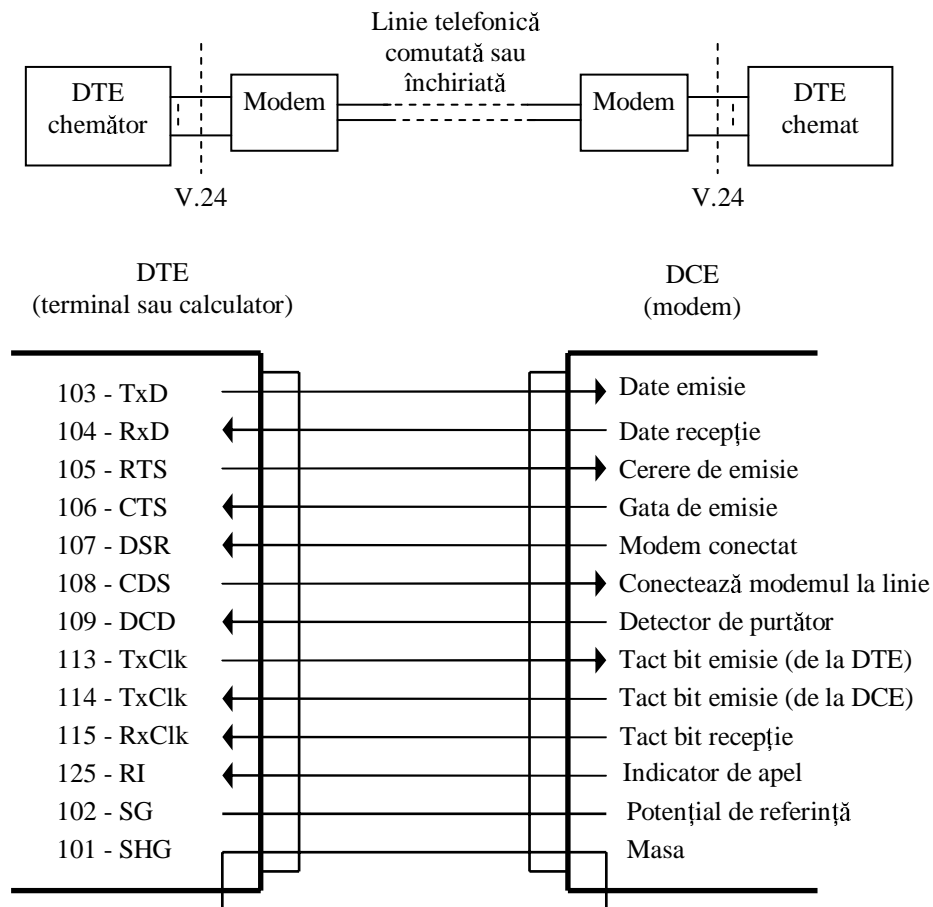 Linie telefonică
comutată sau
închiriată
DTE
chemător
Modem
Modem
DTE
chemat
V.24
V.24
DTE
(terminal sau calculator)
DCE
(modem)
103 - TxD Date emisie
104 - RxD Date recepţie
105 - RTS Cerere de emisie
106 - CTS Gata de emisie
107 - DSR Modem conectat
108 - CDS Conectează modemul la linie
109 - DCD Detector de purtător
113 - TxClk Tact bit emisie (de la DTE)
114 - TxClk Tact bit emisie (de la DCE)
115 - RxClk Tact bit recepţie
125 - RI Indicator de apel
102 - SG Potenţial de referinţă
101 - SHG Masa